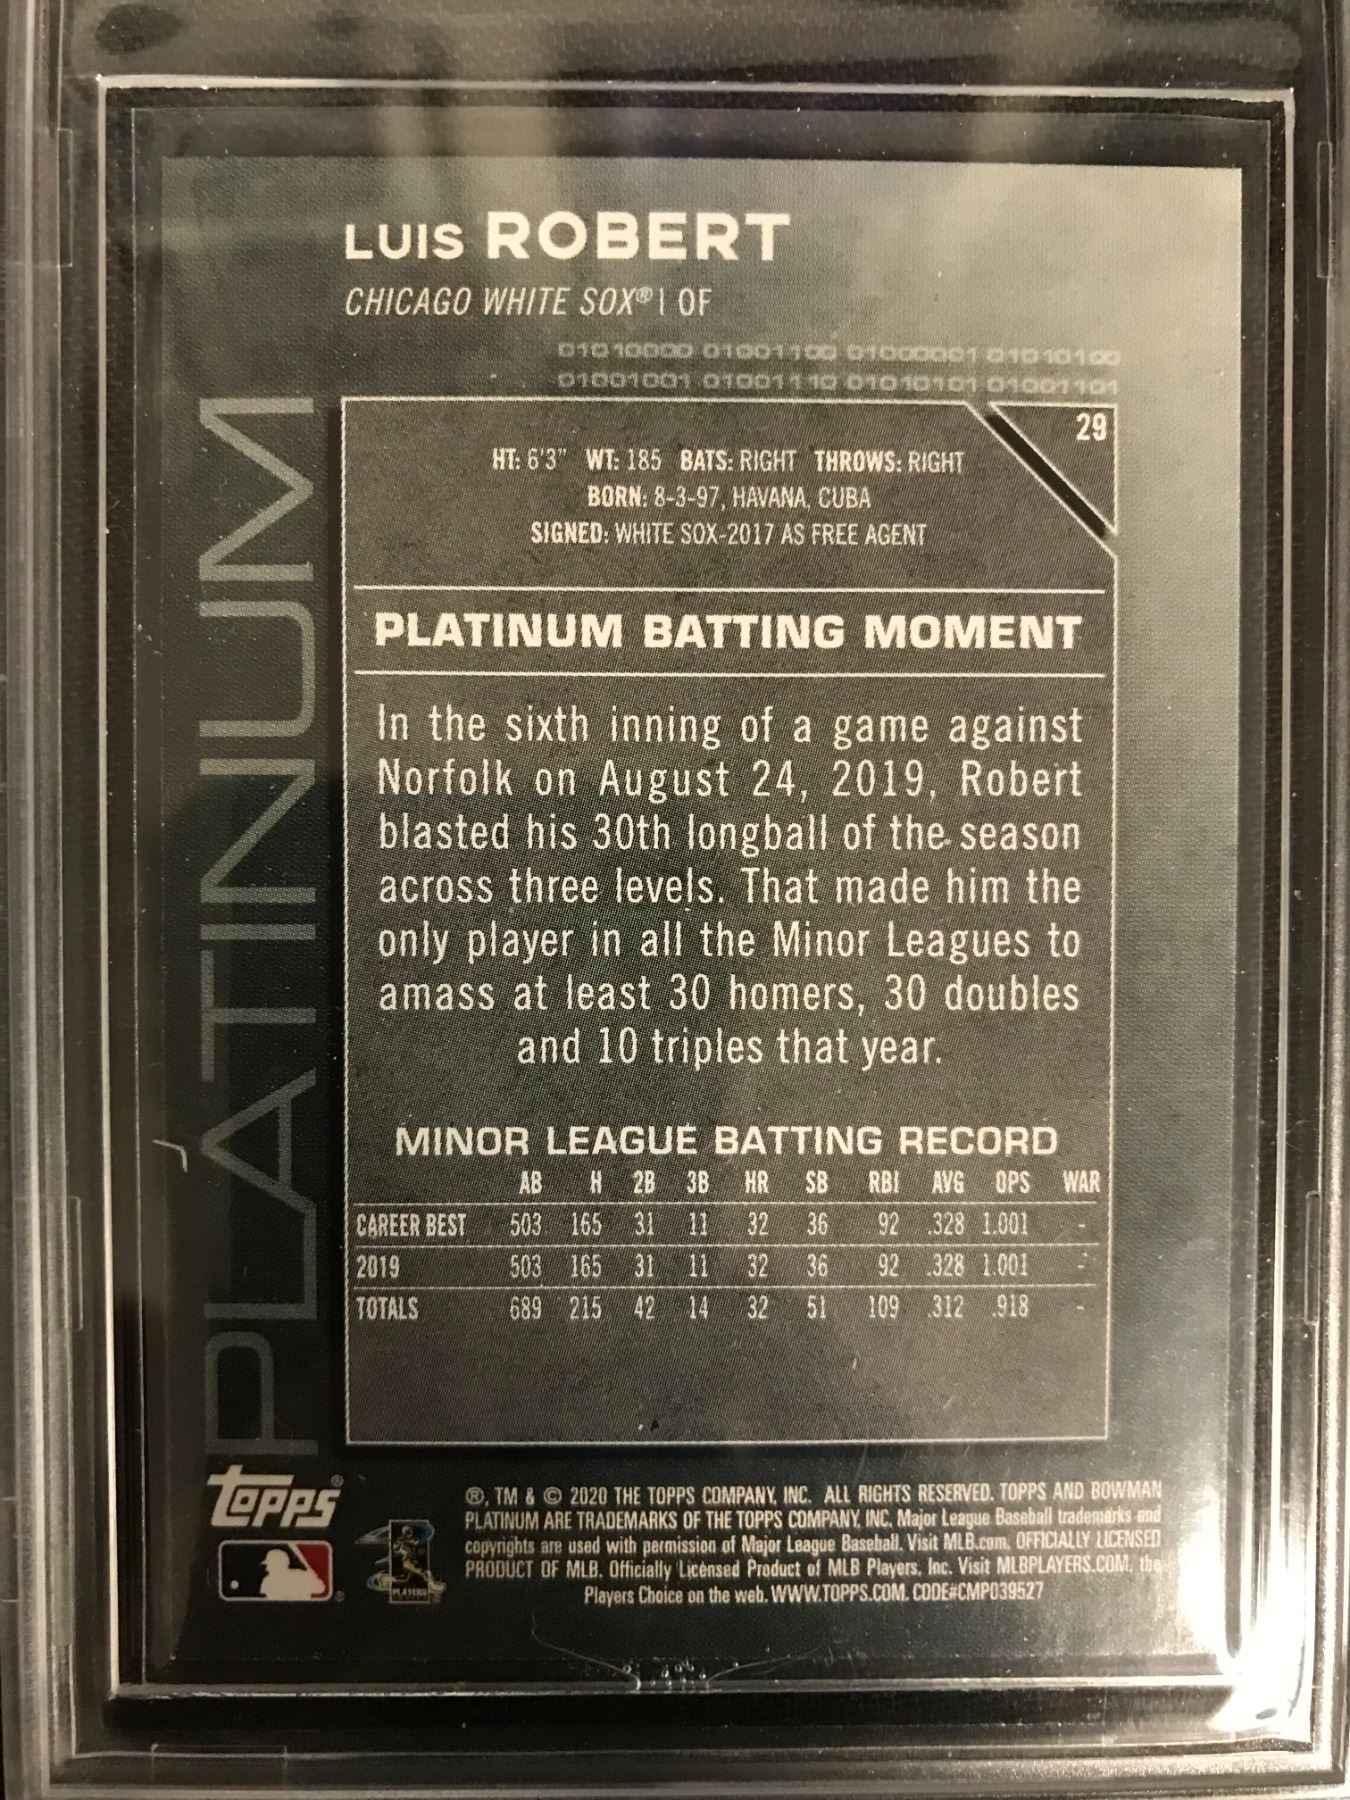 LUIS ROBERT
CHICAGO WHITE SOX® | OF
01010000 01001100 01000001 01010100
01001001 01001110 01010101 01001101
29
HT: 6'3" WT: 185 BATS: RIGHT THROWS: RIGHT
BORN: 8-3-97, HAVANA, CUBA
SIGNED: WHITE SOX-2017 AS FREE AGENT
PLATINUM
PLATINUM BATTING MOMENT
In the sixth inning of a game against
Norfolk on August 24, 2019, Robert
blasted his 30th longball of the season
across three levels. That made him the
only player in all the Minor Leagues to
amass at least 30 homers, 30 doubles
and 10 triples that year.
MINOR LEAGUE BATTING RECORD
AB H 2B 3B HR SB RBI AVG OPS WAR
CAREER BEST 503 165 31 11 32 36 92 .328 1.001 -
2019 503 165 31 11 32 36 92 .328 1.001 -
TOTALS 689 215 42 14 32 51 109 .312 .918 -
Topps®
PLAYERS
®, TM & © 2020 THE TOPPS COMPANY, INC. ALL RIGHTS RESERVED. TOPPS AND BOWMAN
PLATINUM ARE TRADEMARKS OF THE TOPPS COMPANY, INC. Major League Baseball trademarks and
copyrights are used with permission of Major League Baseball. Visit MLB.com. OFFICIALLY LICENSED
PRODUCT OF MLB. Officially Licensed Product of MLB Players, Inc. Visit MLBPLAYERS.COM, the
Players Choice on the web. WWW.TOPPS.COM. CODE#CMP039527